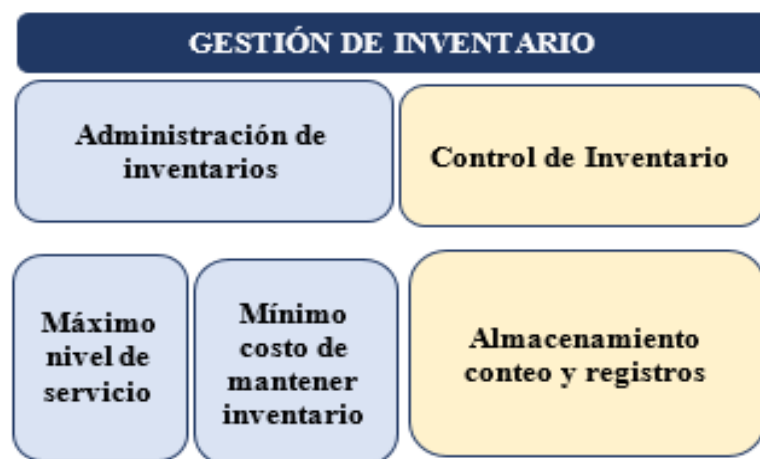 GESTIÓN DE INVENTARIO
Administración de
inventarios
Control de Inventario
Máximo
nivel de
servicio
Mínimo
costo de
mantener
inventario
Almacenamiento
conteo y registros